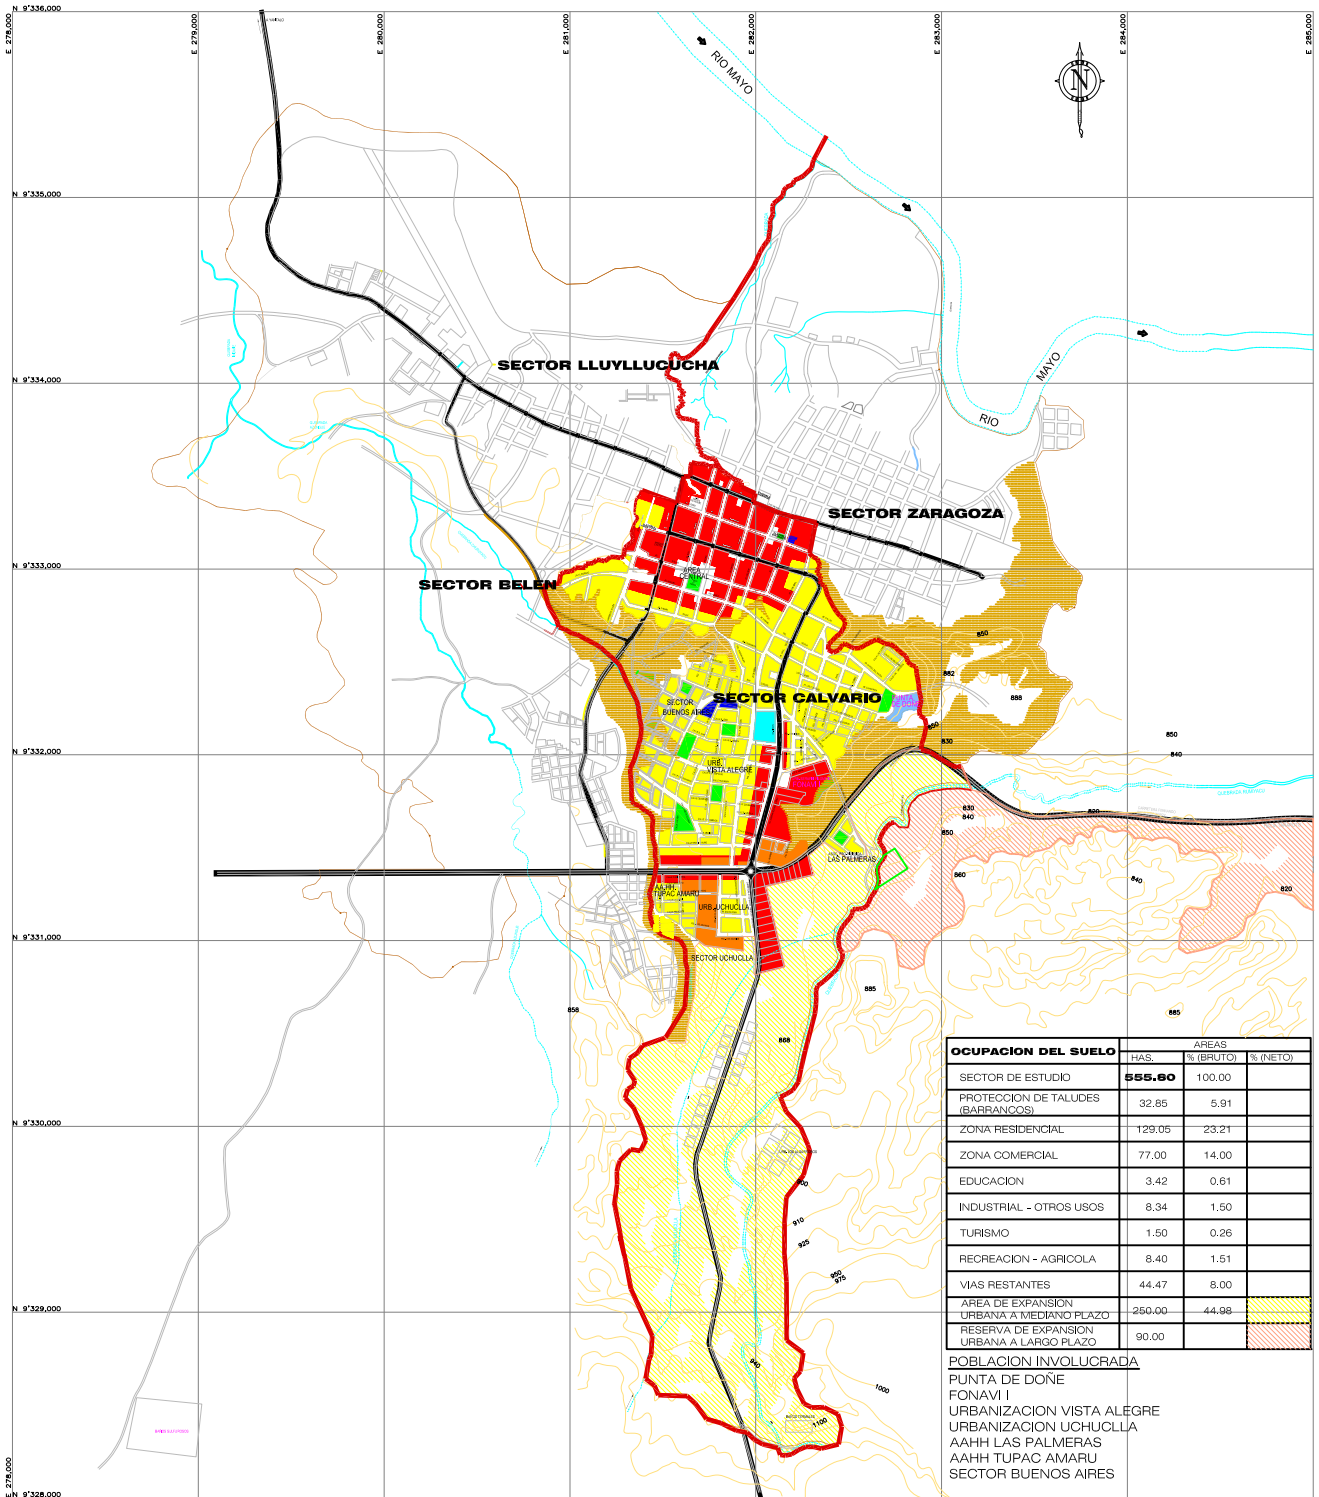 N 9'336,000
E 278,000
E 279,000
E 280,000
E 281,000
E 282,000
E 283,000
E 284,000
E 285,000
RIO MAYO
N
N 9'335,000
N 9'334,000
SECTOR LLUYLLUCUCHA
MAYO
RIO
SECTOR ZARAGOZA
N 9'333,000
AREA
CENTRAL
SECTOR BELEN
850
882
888
SECTOR CALVARIO
PUNTA
DE DOÑE
SECTOR
BUENOS AIRES
860
830
850
840
N 9'332,000
URB.
VISTA ALEGRE
830
840
820
850
LAS PALMERAS
860
840
820
AA.HH.
TUPAC AMARU
URB. UCHUCLLA
N 9'331,000
SECTOR UCHUCLLA
885
858
868
885
N 9'330,000
900
910
925
950
975
N 9'329,000
940
1000
1100
N 9'328,000
E 278,000
OCUPACION DEL SUELO
AREAS
HAS. % (BRUTO) % (NETO)
SECTOR DE ESTUDIO 555.60 100.00
PROTECCION DE TALUDES
(BARRANCOS) 32.85 5.91
ZONA RESIDENCIAL 129.05 23.21
ZONA COMERCIAL 77.00 14.00
EDUCACION 3.42 0.61
INDUSTRIAL - OTROS USOS 8.34 1.50
TURISMO 1.50 0.26
RECREACION - AGRICOLA 8.40 1.51
VIAS RESTANTES 44.47 8.00
AREA DE EXPANSION
URBANA A MEDIANO PLAZO 250.00 44.98
RESERVA DE EXPANSION
URBANA A LARGO PLAZO 90.00
POBLACION INVOLUCRADA
PUNTA DE DOÑE
FONAVI I
URBANIZACION VISTA ALEGRE
URBANIZACION UCHUCLLA
AAHH LAS PALMERAS
AAHH TUPAC AMARU
SECTOR BUENOS AIRES